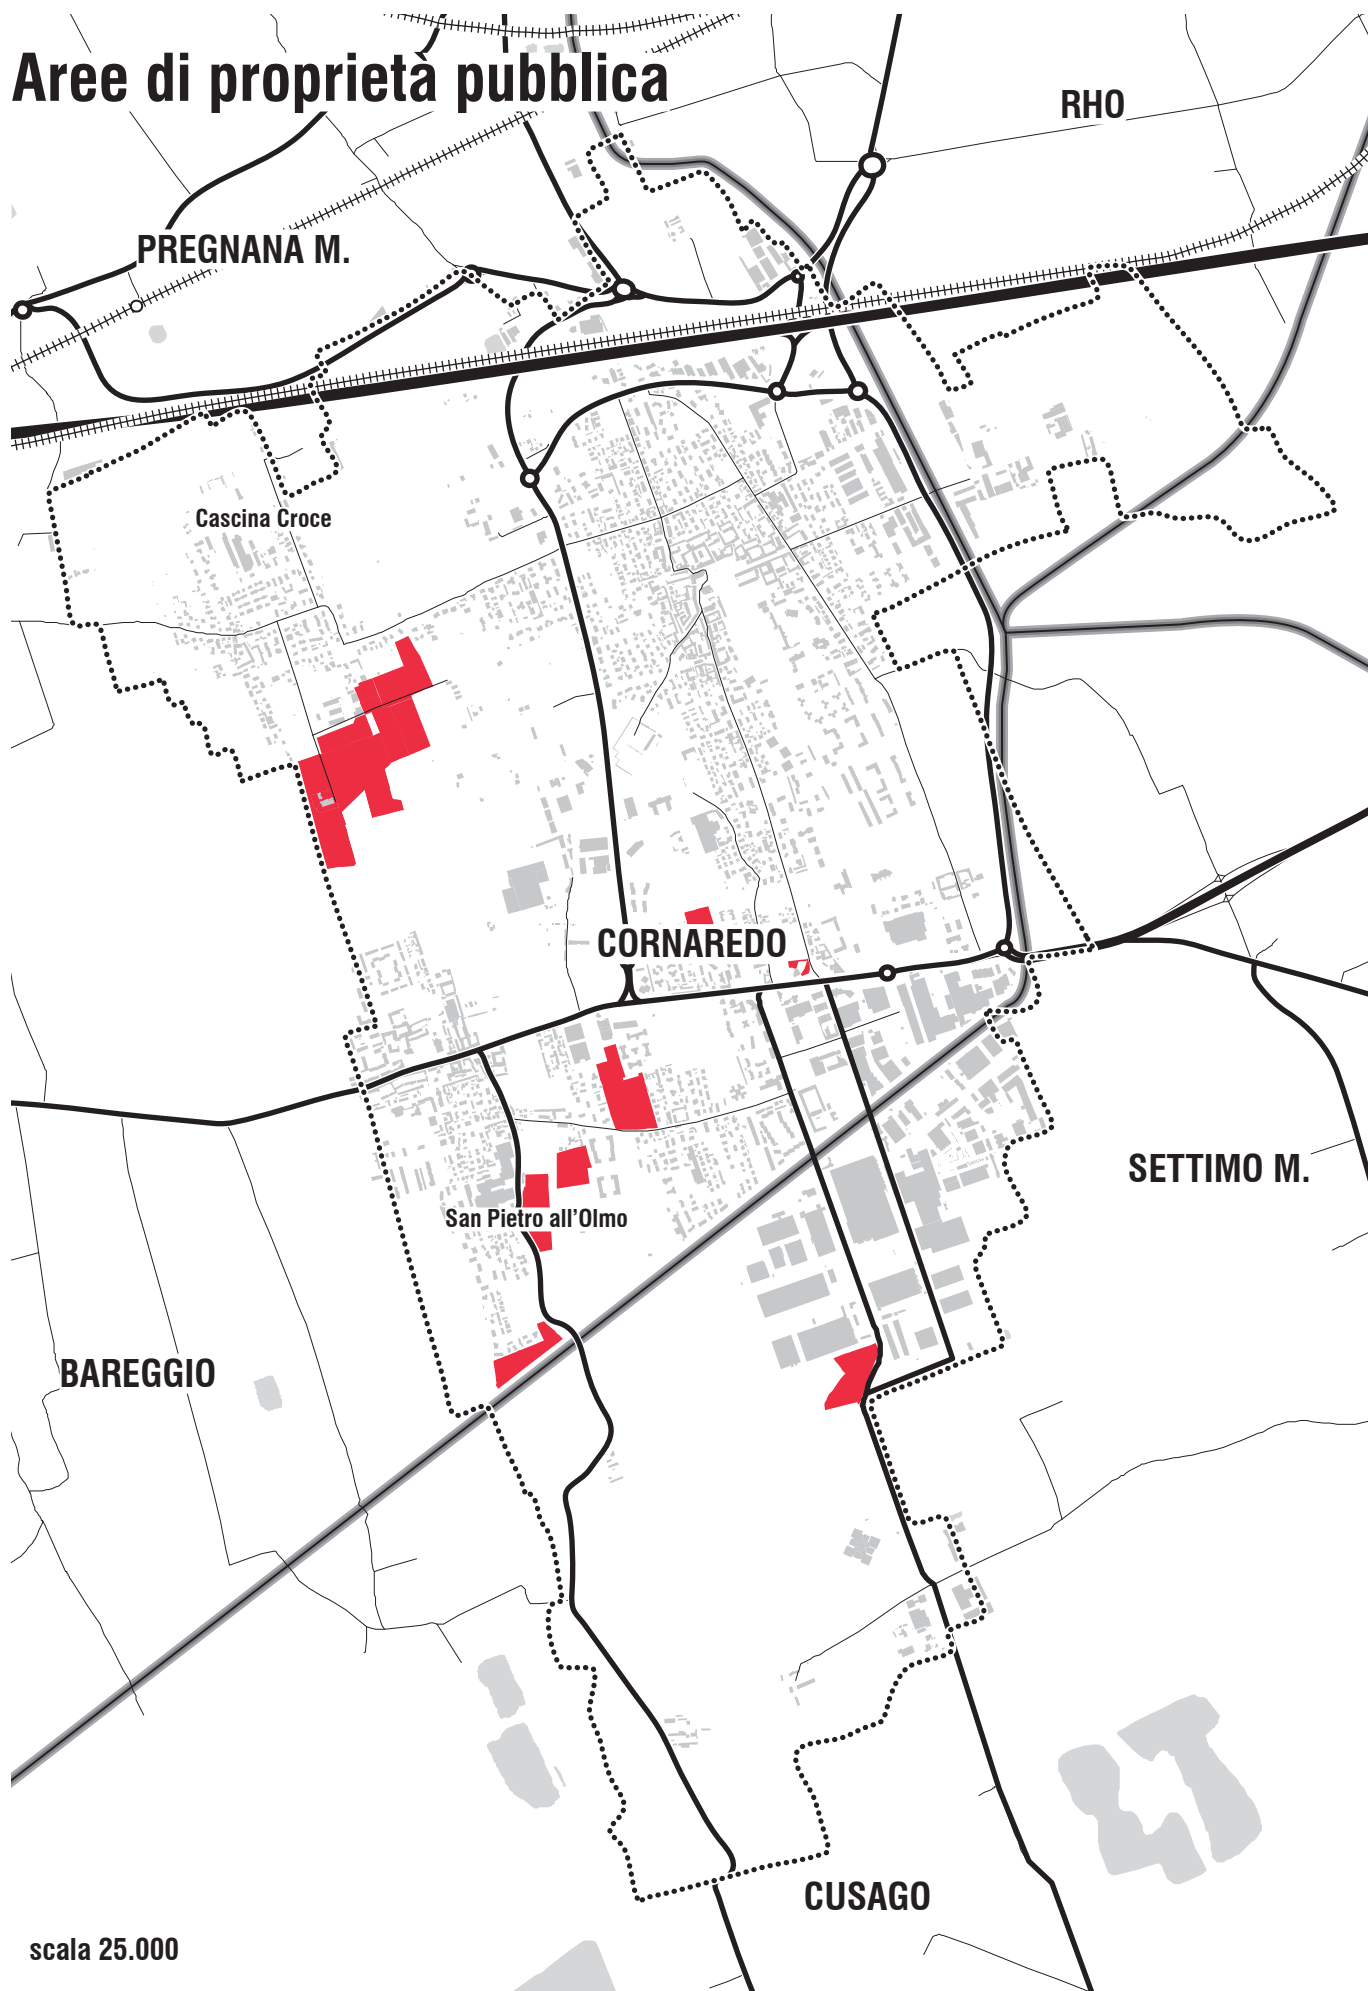 Aree di proprietà pubblica
RHO
PREGNANA M.
Cascina Croce
CORNAREDO
SETTIMO M.
San Pietro all'Olmo
BAREGGIO
CUSAGO
scala 25.000